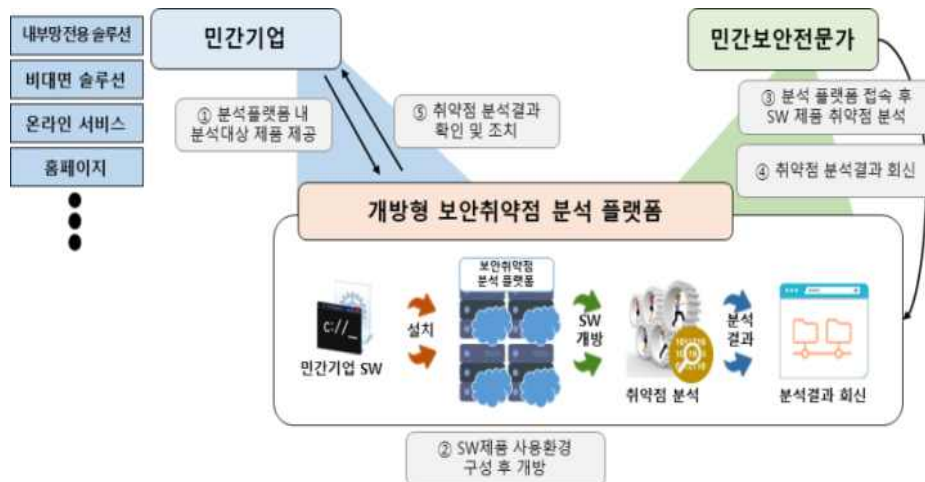 내부망전용 솔루션
비대면 솔루션
온라인 서비스
홈페이지
민간기업
민간보안전문가
① 분석플랫폼 내
분석대상 제품 제공
⑤ 취약점 분석결과
확인 및 조치
③ 분석 플랫폼 접속 후
SW 제품 취약점 분석
④ 취약점 분석결과 회신
개방형 보안취약점 분석 플랫폼
보안취약점
분석 플랫폼
c://_
설치
SW
개방
분석
결과
민간기업 SW
취약점 분석
분석결과 회신
② SW제품 사용환경
구성 후 개방